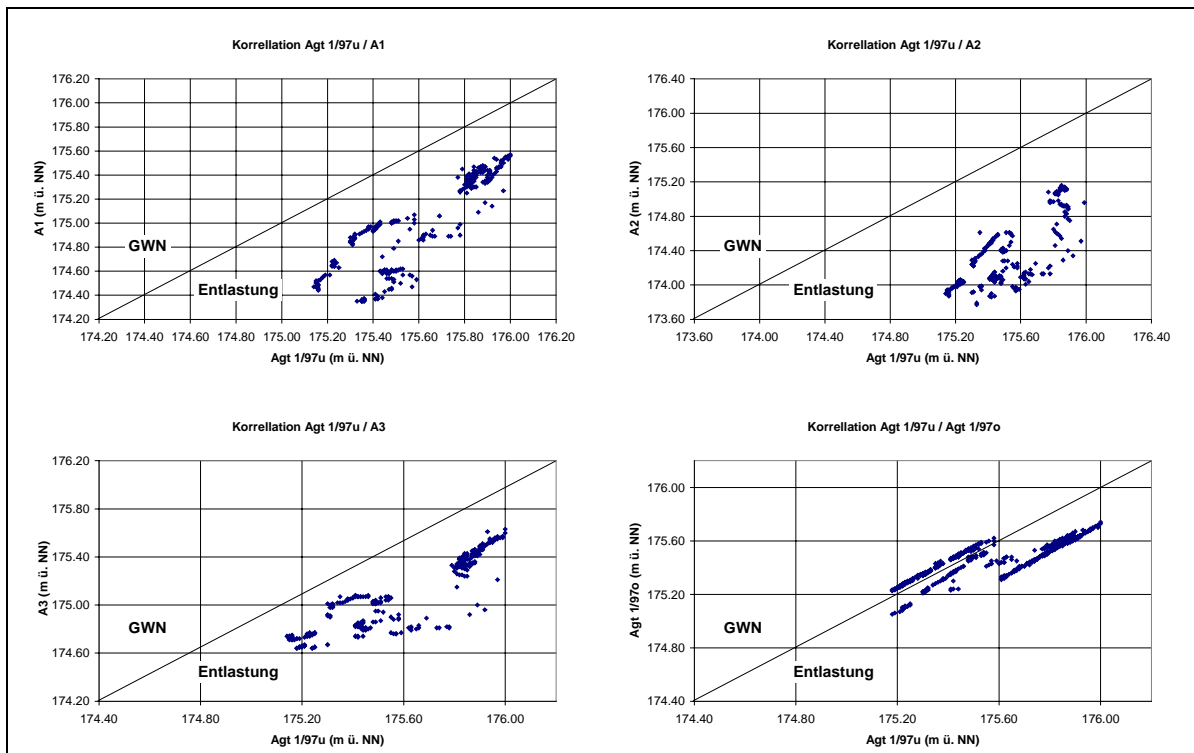 Korrellation Agt 1/97u / A1
176.20
176.00
175.80
175.60
175.40
175.20
175.00
174.80
174.60
174.40
174.20
A1 (m ü. NN)
GWN
Entlastung
174.20 174.40 174.60 174.80 175.00 175.20 175.40 175.60 175.80 176.00 176.20
Agt 1/97u (m ü. NN)
Korrellation Agt 1/97u / A2
176.40
176.00
175.60
175.20
174.80
174.40
174.00
173.60
A2 (m ü. NN)
GWN
Entlastung
173.60 174.00 174.40 174.80 175.20 175.60 176.00 176.40
Agt 1/97u (m ü. NN)
Korrellation Agt 1/97u / A3
176.20
175.80
175.40
175.00
174.60
174.20
A3 (m ü. NN)
GWN
Entlastung
174.40 174.80 175.20 175.60 176.00
Agt 1/97u (m ü. NN)
Korrellation Agt 1/97u / Agt 1/97o
176.00
175.60
175.20
174.80
174.40
Agt 1/97o (m ü. NN)
GWN
Entlastung
174.40 174.80 175.20 175.60 176.00
Agt 1/97u (m ü. NN)